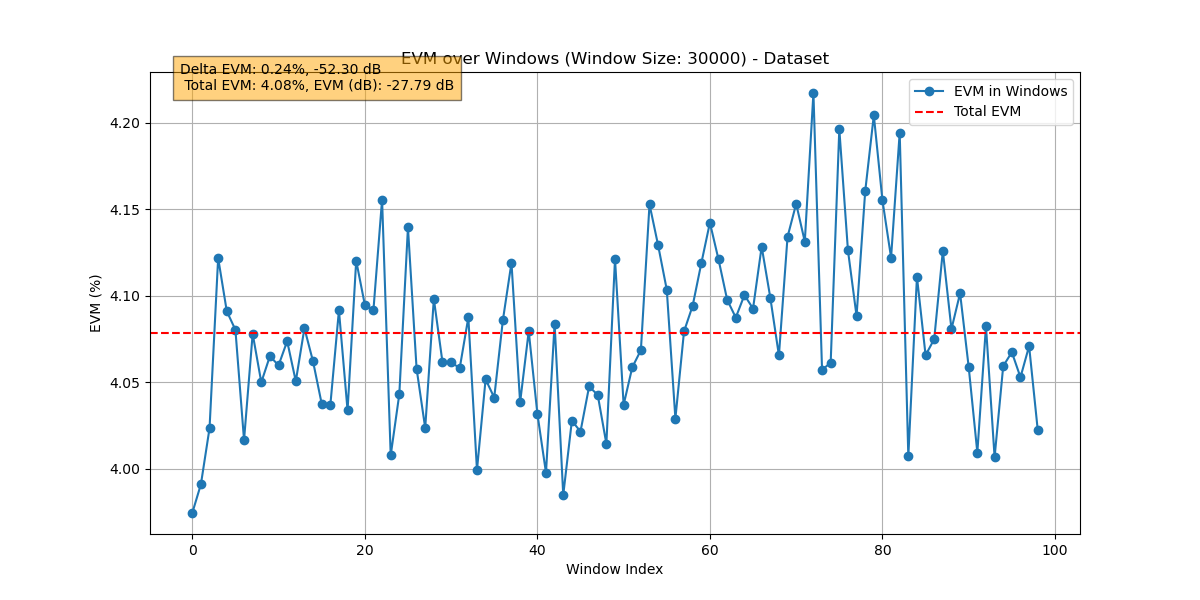 EVM over Windows (Window Size: 30000) - Dataset
Delta EVM: 0.24%, -52.30 dB
Total EVM: 4.08%, EVM (dB): -27.79 dB
EVM in Windows
Total EVM
4.20
4.15
4.10
4.05
4.00
EVM (%)
0 20 40 60 80 100
Window Index